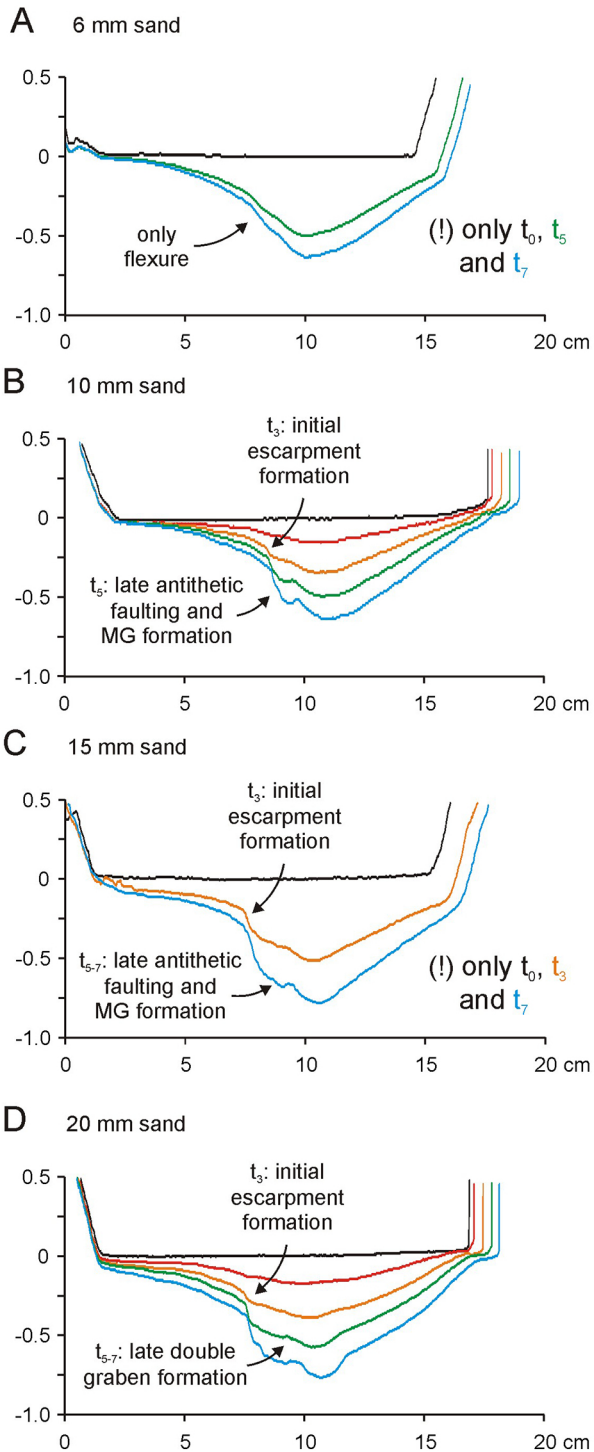 A
6 mm sand
0.5
0
-0.5
-1.0
only
flexure
(!) only t0, t5
and t7
0 5 10 15 20 cm
B
10 mm sand
t3: initial
escarpment
formation
0.5
0
-0.5
-1.0
t5: late antithetic
faulting and
MG formation
0 5 10 15 20 cm
C
15 mm sand
t3: initial
escarpment
formation
0.5
0
-0.5
-1.0
t5-7: late antithetic
faulting and
MG formation
(!) only t0, t3
and t7
0 5 10 15 20 cm
D
20 mm sand
t3: initial
escarpment
formation
0.5
0
-0.5
-1.0
t5-7: late double
graben formation
0 5 10 15 20 cm